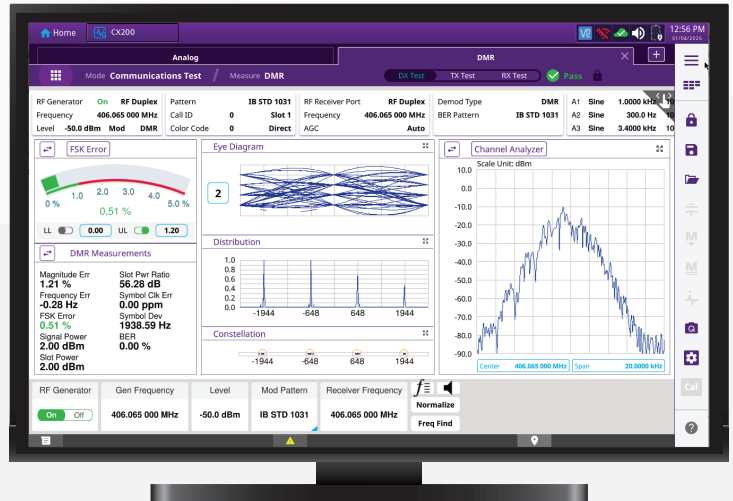 Home
CX200
V2
12:56 PM
01/04/2025
Analog
DMR
Mode Communications Test / Measure DMR
DX Test TX Test RX Test
Pass
RF Generator On RF Duplex
Frequency 406.065 000 MHz
Level -50.0 dBm Mod DMR
Pattern IB STD 1031
Call ID 0 Slot 1
Color Code 0 Direct
RF Receiver Port RF Duplex
Frequency 406.065 000 MHz
AGC Auto
Demod Type DMR
BER Pattern IB STD 1031
A1 Sine 1.0000 kHz 10
A2 Sine 300.0 Hz 10
A3 Sine 3.4000 kHz 10
FSK Error
0 % 1.0 2.0 3.0 4.0 5.0 %
0.51 %
LL 0.00 UL 1.20
DMR Measurements
Magnitude Err
1.21 %
Frequency Err
-0.28 Hz
FSK Error
0.51 %
Signal Power
2.00 dBm
Slot Power
2.00 dBm
Slot Pwr Ratio
56.28 dB
Symbol Clk Err
0.00 ppm
Symbol Dev
1938.59 Hz
BER
0.00 %
Eye Diagram
2
Distribution
1.0
0.8
0.6
0.4
0.2
0.0
-1944 -648 648 1944
Constellation
-1944 -648 648 1944
Channel Analyzer
Scale Unit: dBm
10.0
0.0
-10.0
-20.0
-30.0
-40.0
-50.0
-60.0
-70.0
-80.0
-90.0
Center 406.065 000 MHz Span 20.0000 kHz
M
M
Cal
RF Generator
On Off
Gen Frequency
406.065 000 MHz
Level
-50.0 dBm
Mod Pattern
IB STD 1031
Receiver Frequency
406.065 000 MHz
f
Normalize
Freq Find